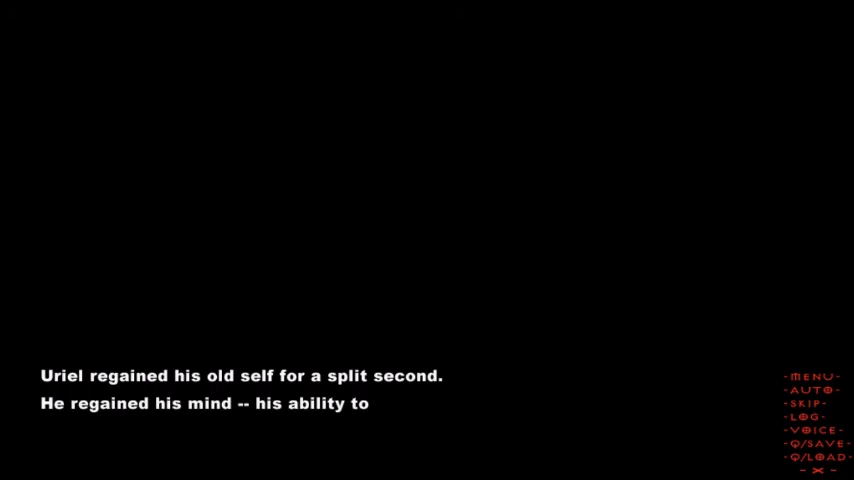 Uriel regained his old self for a split second.
He regained his mind -- his ability to
-MENU-
-AUTO-
-SKIP-
-LOG-
-VOICE-
-Q/SAVE-
-Q/LOAD-